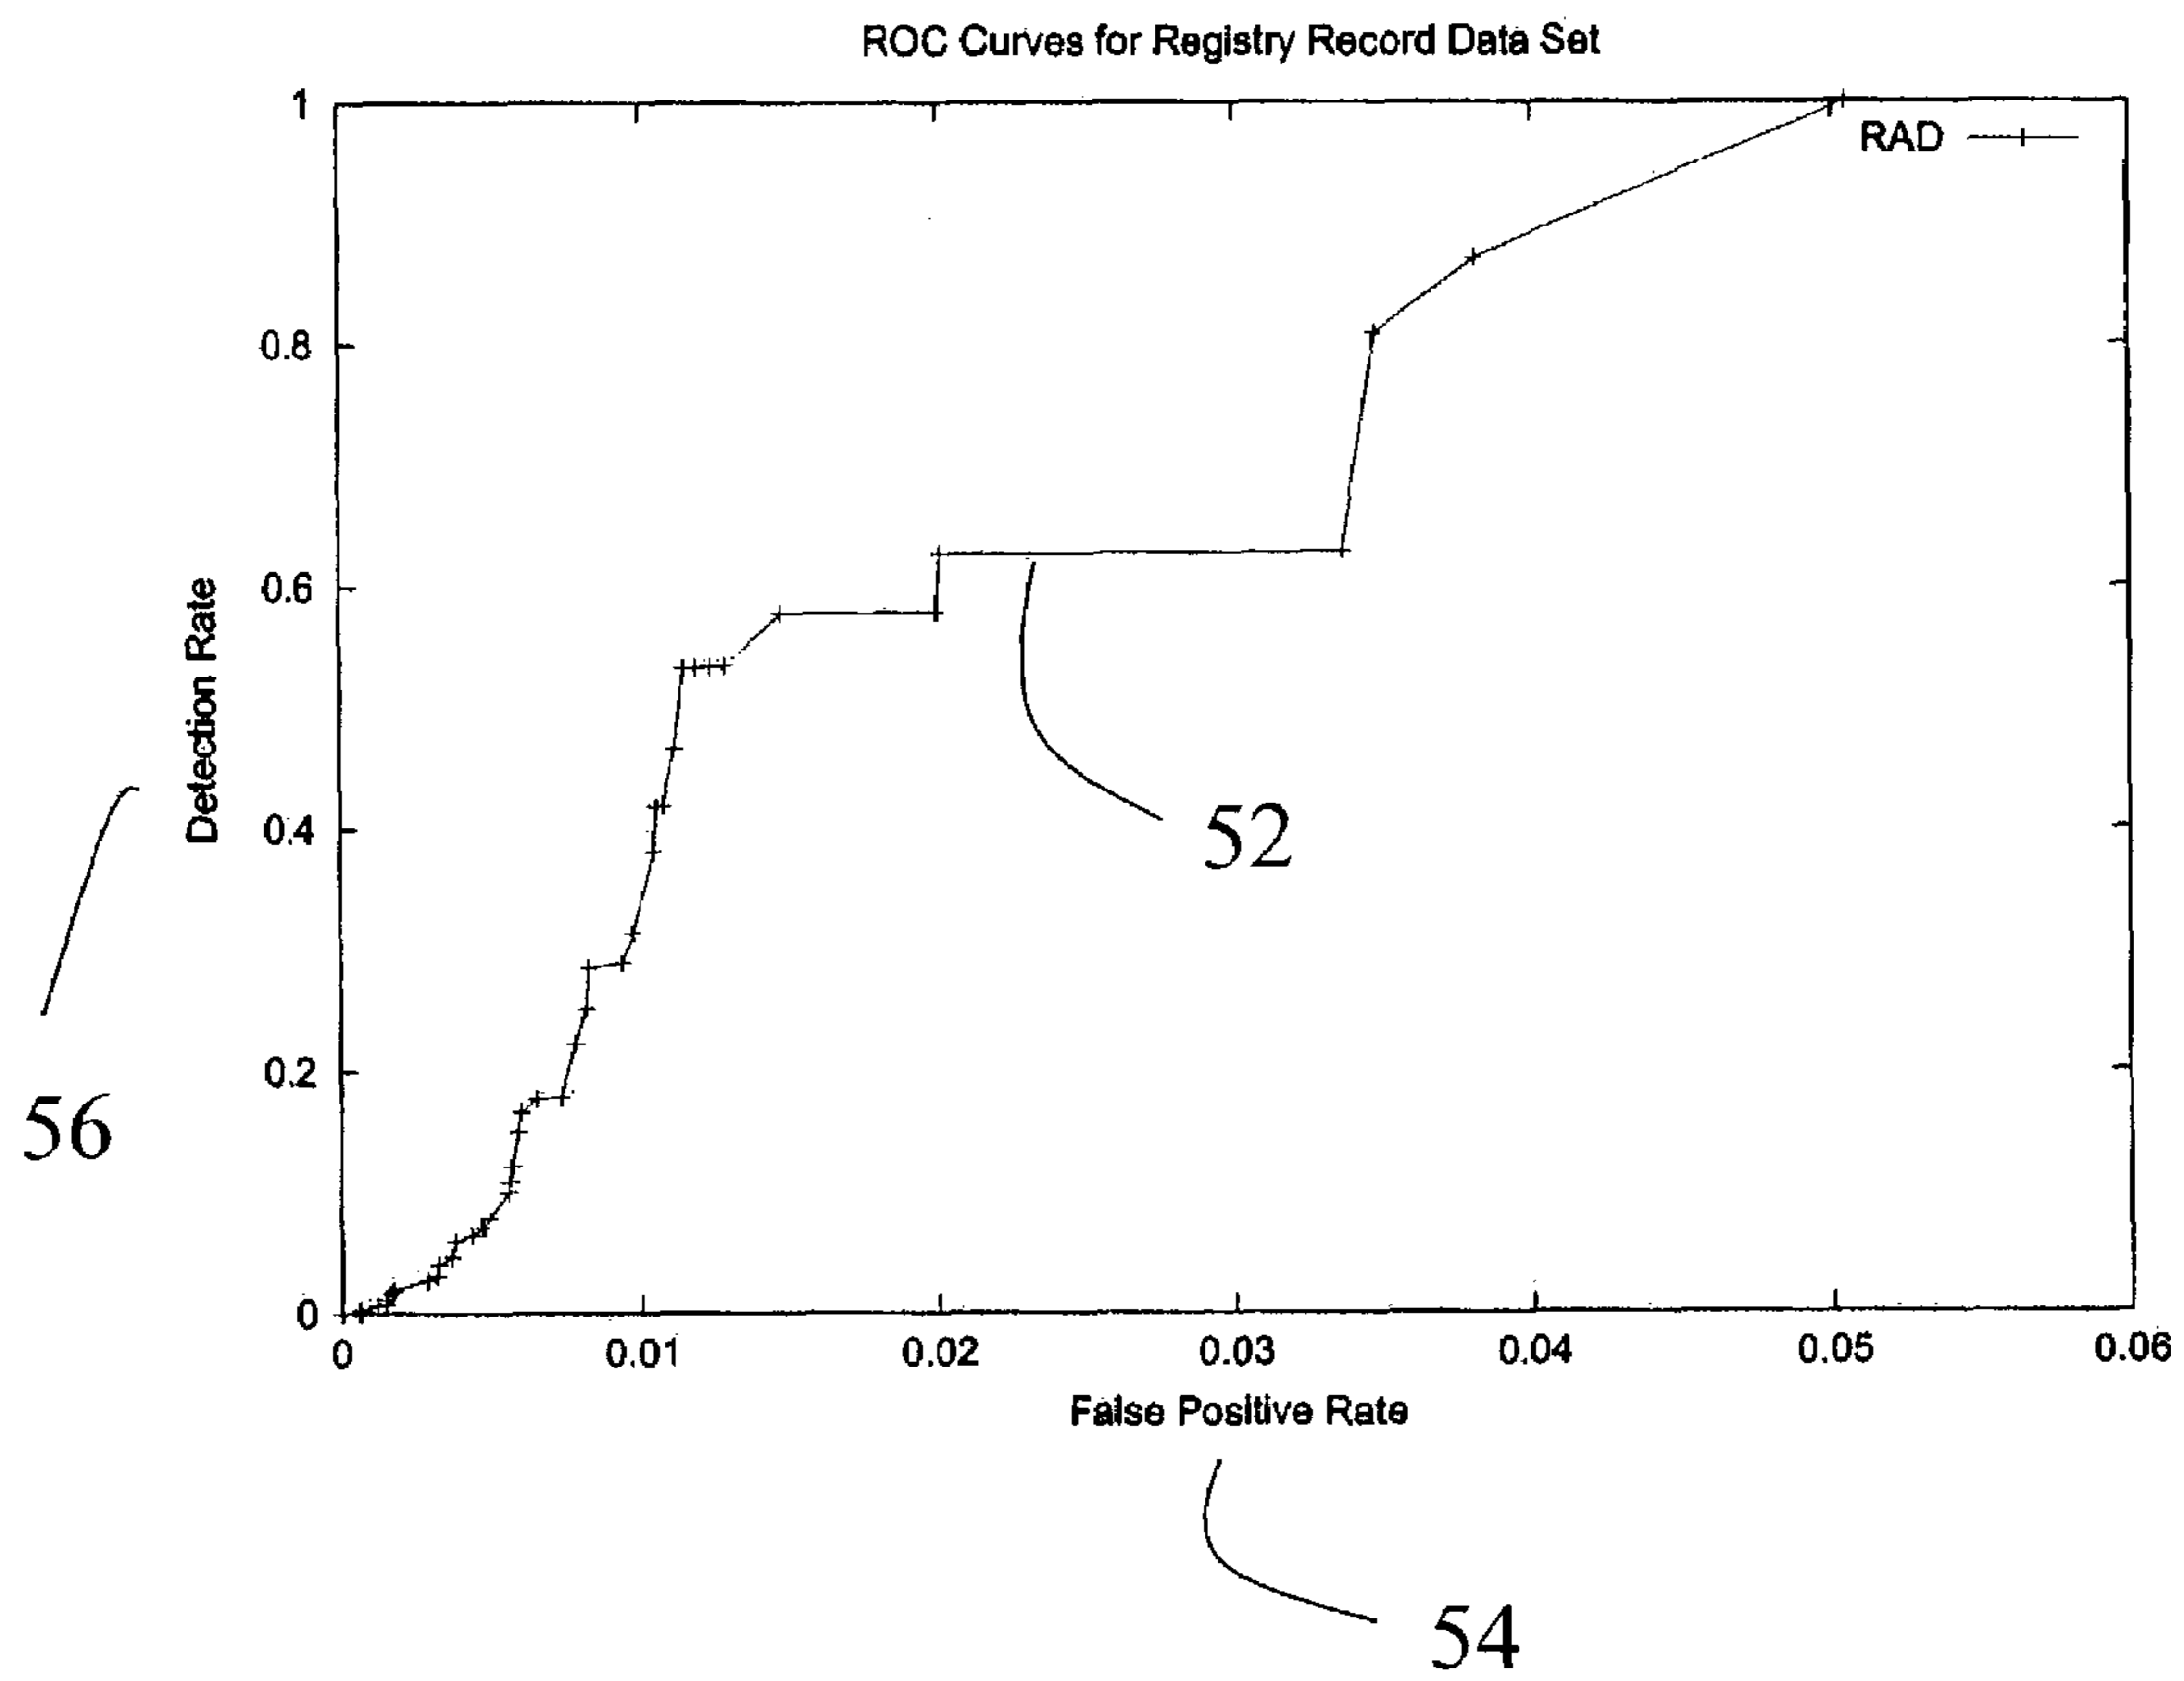 ROC Curves for Registry Record Data Set
1
RAD
0.8
0.6
Detection Rate
52
0.4
56
0.2
0
0 0.01 0.02 0.03 0.04 0.05 0.06
False Positive Rate
54